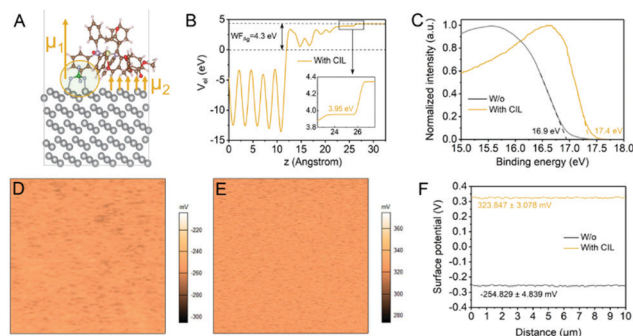 A
μ1
μ2
B
Vel (eV)
5
0
-5
-10
-15
WFAg=4.3 eV
With CIL
4.4
4.2
4.0
3.8
3.95 eV
24
26
0 5 10 15 20 25 30
z (Angstrom)
C
Normalized intensity (a.u.)
1.0
0.8
0.6
0.4
0.2
0.0
W/o
With CIL
16.9 eV
17.4 eV
15.0 15.5 16.0 16.5 17.0 17.5 18.0
Binding energy (eV)
D
mV
-220
-240
-260
-280
-300
E
mV
360
340
320
300
280
F
Surface potential (V)
0.4
0.3
0.2
0.1
0.0
-0.1
-0.2
-0.3
323.847 ± 3.078 mV
W/o
With CIL
-254.829 ± 4.839 mV
0 1 2 3 4 5 6 7 8 9 10
Distance (um)